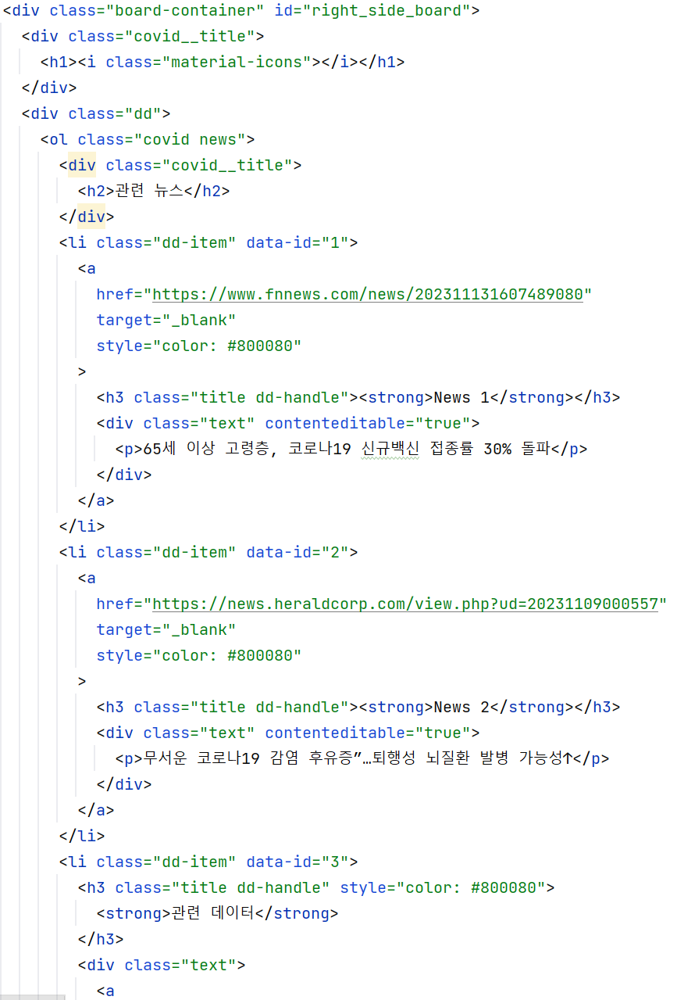 <div class="board-container" id="right_side_board">
<div class="covid__title">
<h1><i class="material-icons"></i></h1>
</div>
<div class="dd">
<ol class="covid news">
<div class="covid__title">
<h2>관련 뉴스</h2>
</div>
<li class="dd-item" data-id="1">
<a
href="https://www.fnnews.com/news/202311131607489080"
target="_blank"
style="color: #800080"
>
<h3 class="title dd-handle"><strong>News 1</strong></h3>
<div class="text" contenteditable="true">
<p>65세 이상 고령층, 코로나19 신규백신 접종률 30% 돌파</p>
</div>
</a>
</li>
<li class="dd-item" data-id="2">
<a
href="https://news.heraldcorp.com/view.php?ud=20231109000557"
target="_blank"
style="color: #800080"
>
<h3 class="title dd-handle"><strong>News 2</strong></h3>
<div class="text" contenteditable="true">
<p>무서운 코로나19 감염 후유증”…퇴행성 뇌질환 발병 가능성↑</p>
</div>
</a>
</li>
<li class="dd-item" data-id="3">
<h3 class="title dd-handle" style="color: #800080">
<strong>관련 데이터</strong>
</h3>
<div class="text">
<a